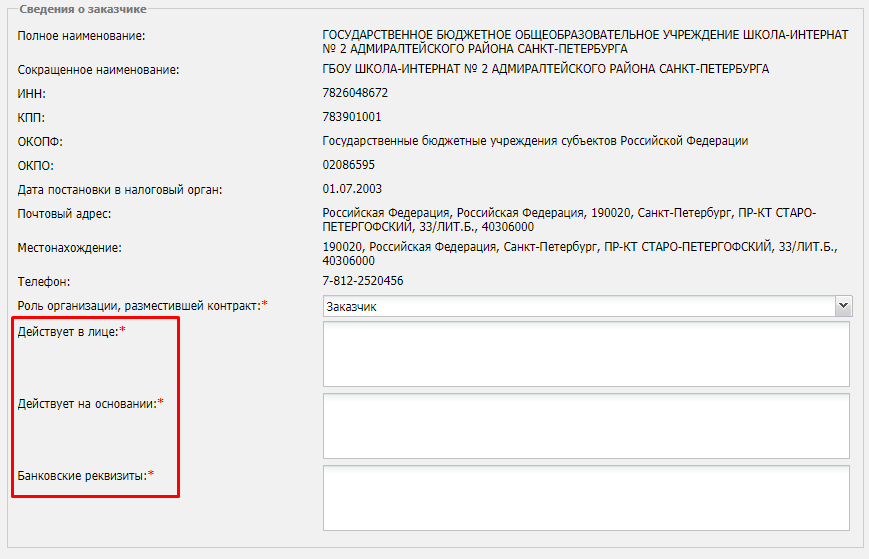 Сведения о заказчике
Полное наименование: ГОСУДАРСТВЕННОЕ БЮДЖЕТНОЕ ОБЩЕОБРАЗОВАТЕЛЬНОЕ УЧРЕЖДЕНИЕ ШКОЛА-ИНТЕРНАТ
№ 2 АДМИРАЛТЕЙСКОГО РАЙОНА САНКТ-ПЕТЕРБУРГА
Сокращенное наименование: ГБОУ ШКОЛА-ИНТЕРНАТ № 2 АДМИРАЛТЕЙСКОГО РАЙОНА САНКТ-ПЕТЕРБУРГА
ИНН: 7826048672
КПП: 783901001
ОКОПФ: Государственные бюджетные учреждения субъектов Российской Федерации
ОКПО: 02086595
Дата постановки в налоговый орган: 01.07.2003
Почтовый адрес: Российская Федерация, Российская Федерация, 190020, Санкт-Петербург, ПР-КТ СТАРО-
ПЕТЕРГОФСКИЙ, 33/ЛИТ.Б., 40306000
Местонахождение: 190020, Российская Федерация, Санкт-Петербург, ПР-КТ СТАРО-ПЕТЕРГОФСКИЙ, 33/ЛИТ.Б.,
40306000
Телефон: 7-812-2520456
Роль организации, разместившей контракт:* Заказчик
Действует в лице:*
Действует на основании:*
Банковские реквизиты:*